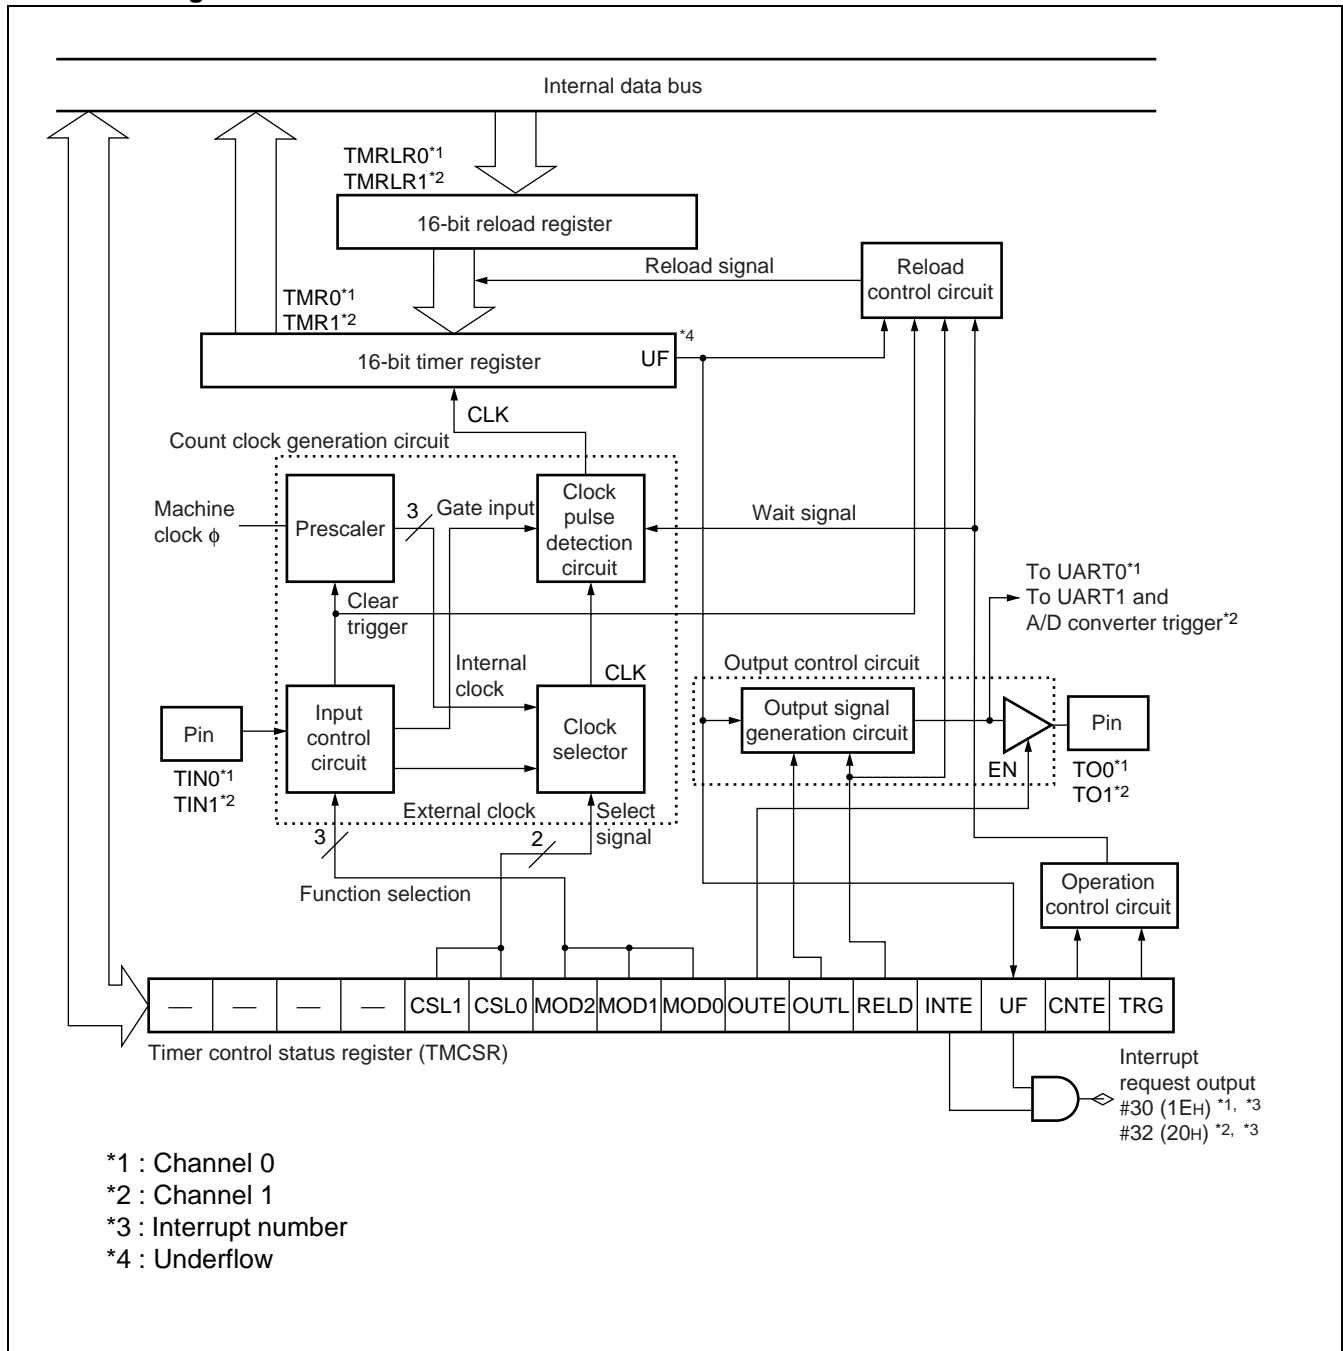 Internal data bus
TMRLR0*1
TMRLR1*2
16-bit reload register
Reload signal
Reload
control circuit
TMR0*1
TMR1*2
16-bit timer register
UF
*4
CLK
Count clock generation circuit
Machine
clock ϕ
Prescaler
3
Gate input
Clock
pulse
detection
circuit
Wait signal
Clear
trigger
To UART0*1
To UART1 and
A/D converter trigger*2
Internal
clock
CLK
Output control circuit
Pin
TIN0*1
TIN1*2
Input
control
circuit
Clock
selector
Output signal
generation circuit
EN
Pin
TO0*1
TO1*2
External clock
Select
signal
3
2
Function selection
Operation
control circuit
— — — — CSL1 CSL0 MOD2 MOD1 MOD0 OUTE OUTL RELD INTE UF CNTE TRG
Timer control status register (TMCSR)
Interrupt
request output
#30 (1EH) *1, *3
#32 (20H) *2, *3
*1 : Channel 0
*2 : Channel 1
*3 : Interrupt number
*4 : Underflow